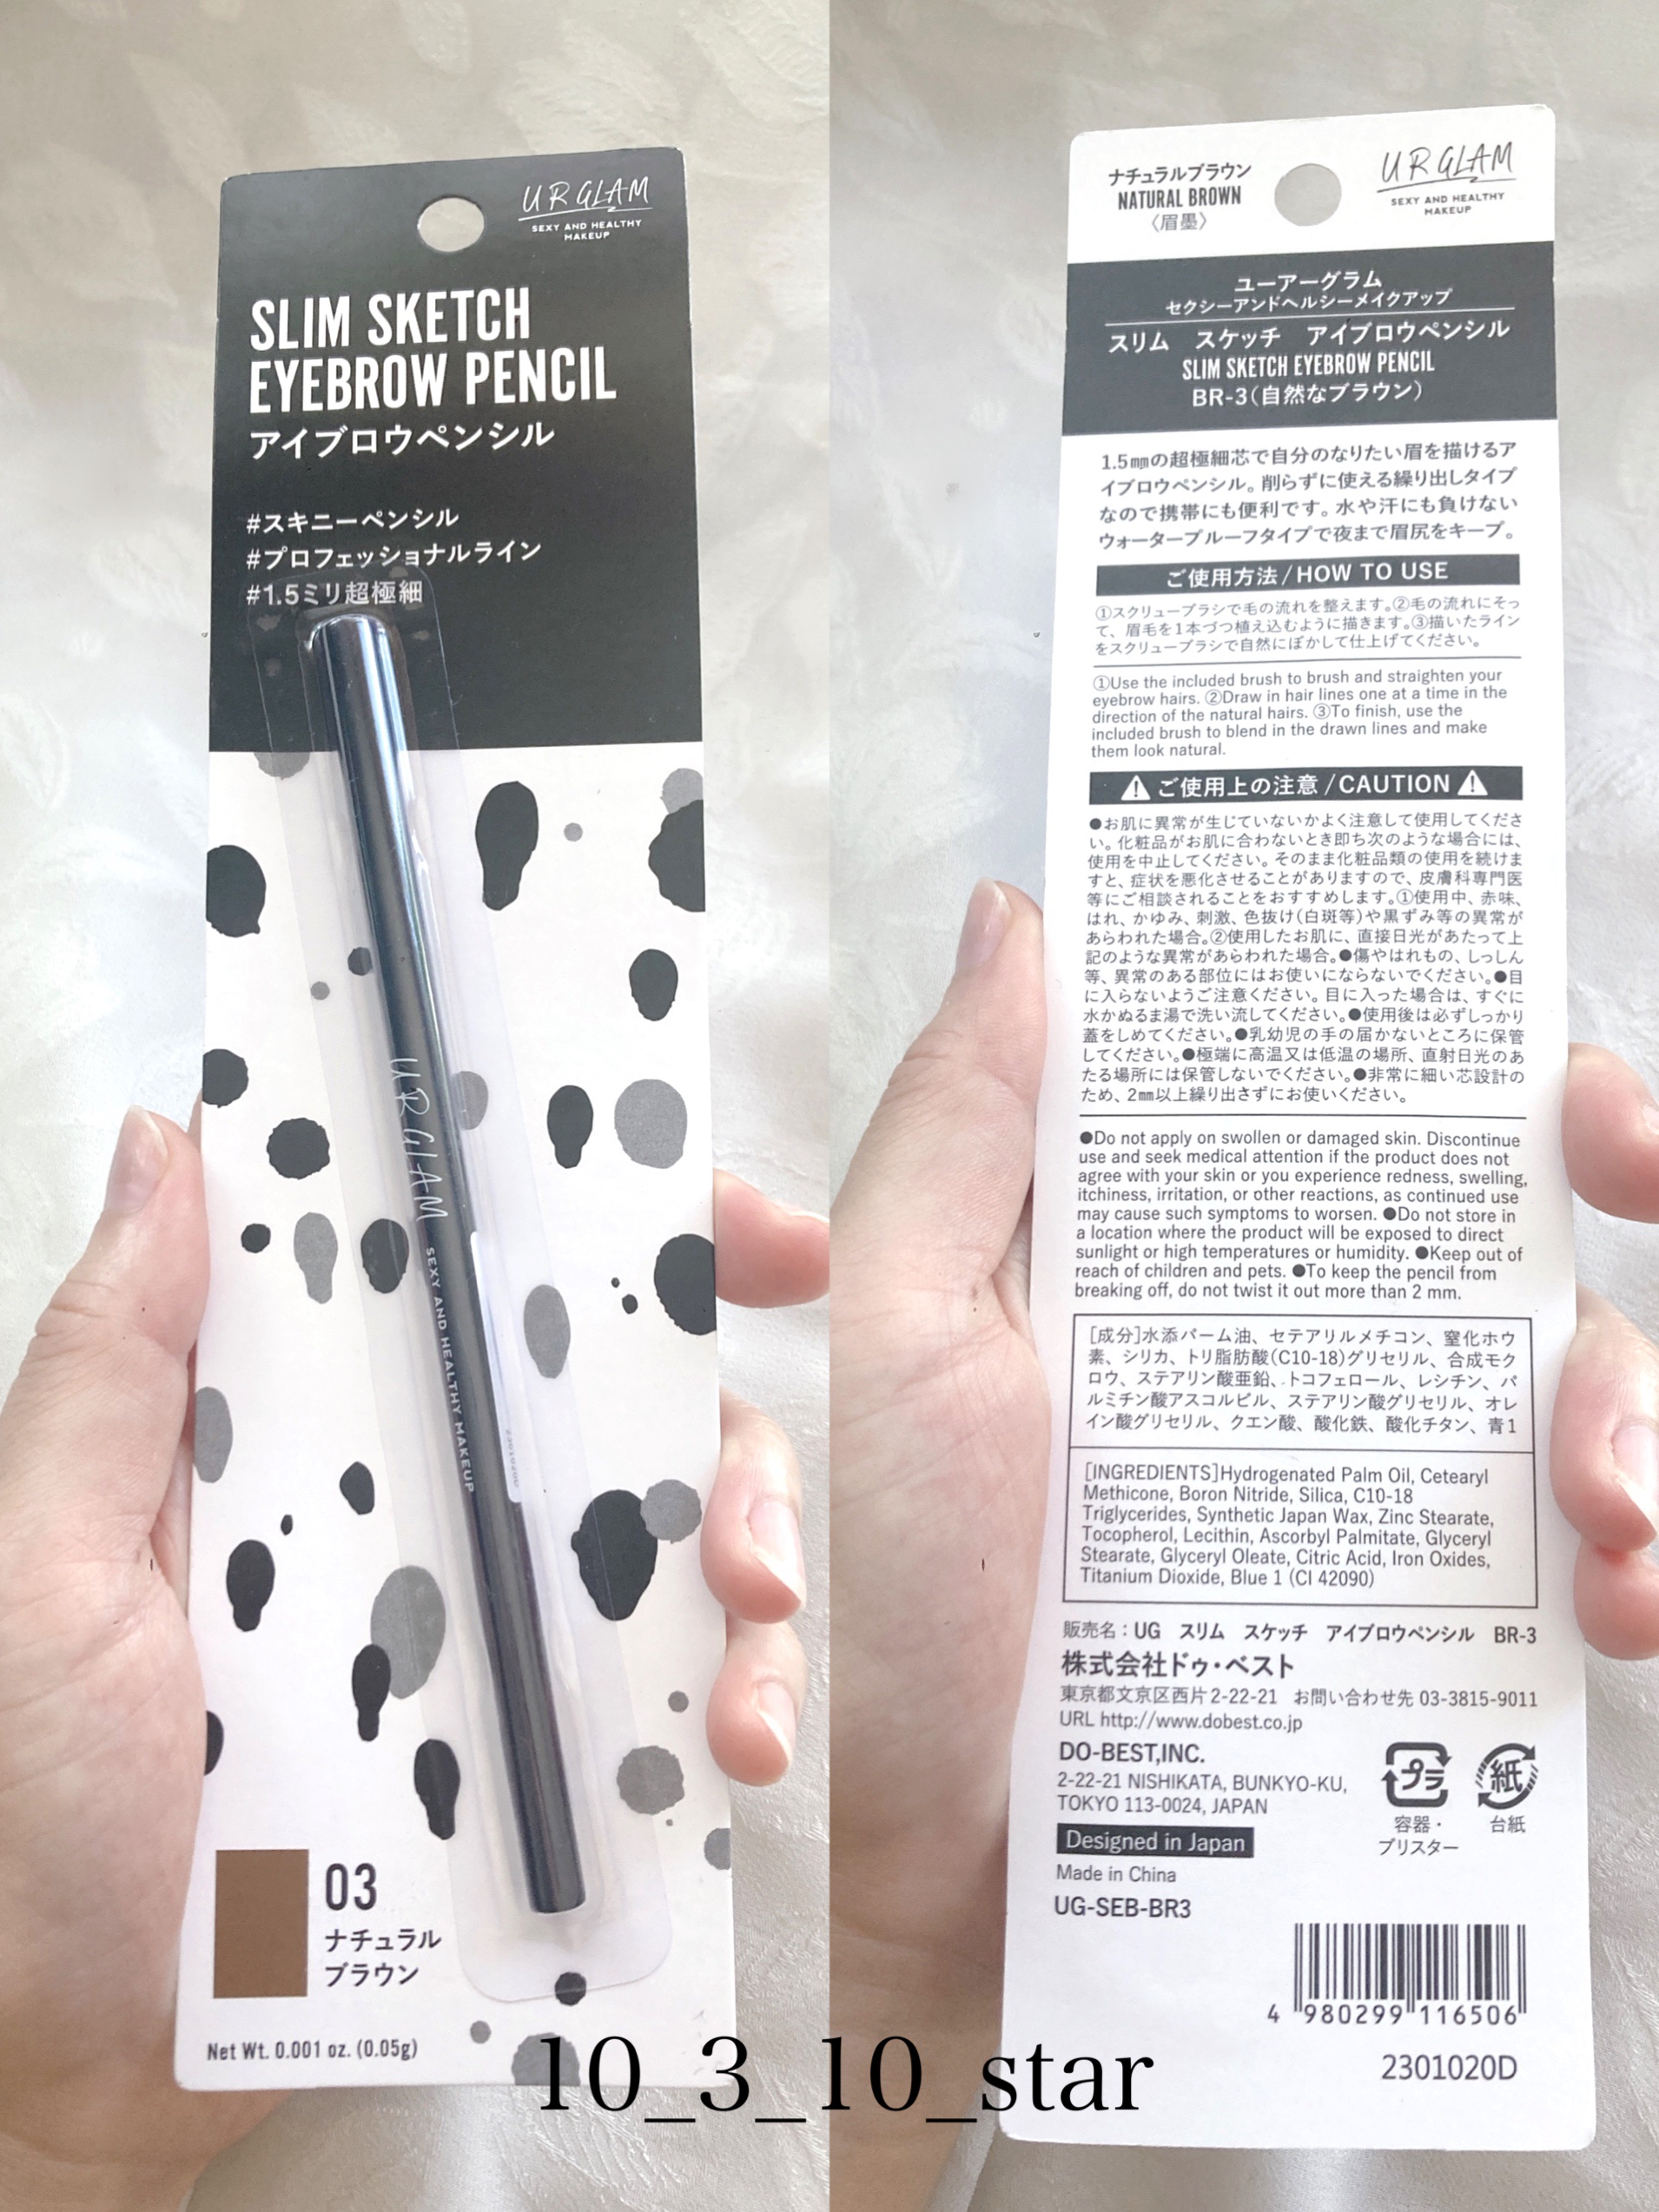 URGLAM
SEXY AND HEALTHY
MAKEUP
SLIM SKETCH
EYEBROW PENCIL
アイブロウペンシル
#スキニーペンシル
#プロフェッショナルライン
#1.5ミリ超極細
URGLAM SEXY AND HEALTHY MAKEUP
2301020D
03
ナチュラル
ブラウン
Net Wt. 0.001 oz. (0.05g)
ナチュラルブラウン
NATURAL BROWN
〈眉墨〉
URGLAM
SEXY AND HEALTHY
MAKEUP
ユーアーグラム
セクシーアンドヘルシーメイクアップ
スリム スケッチ アイブロウペンシル
SLIM SKETCH EYEBROW PENCIL
BR-3(自然なブラウン)
1.5㎜の超極細芯で自分のなりたい眉を描けるア
イブロウペンシル。削らずに使える繰り出しタイプ
なので携帯にも便利です。水や汗にも負けない
ウォータープルーフタイプで夜まで眉尻をキープ。
ご使用方法/HOW TO USE
①スクリューブラシで毛の流れを整えます。②毛の流れにそっ
て、眉毛を1本づつ植え込むように描きます。③描いたライン
をスクリューブラシで自然にぼかして仕上げてください。
①Use the included brush to brush and straighten your
eyebrow hairs. ②Draw in hair lines one at a time in the
direction of the natural hairs. ③To finish, use the
included brush to blend in the drawn lines and make
them look natural.
ご使用上の注意/CAUTION
●お肌に異常が生じていないかよく注意して使用してくださ
い。化粧品がお肌に合わないとき即ち次のような場合には、
使用を中止してください。そのまま化粧品類の使用を続けま
すと、症状を悪化させることがありますので、皮膚科専門医
等にご相談されることをおすすめします。①使用中、赤味、
はれ、かゆみ、刺激、色抜け(白斑等)や黒ずみ等の異常が
あらわれた場合。②使用したお肌に、直接日光があたって上
記のような異常があらわれた場合。●傷やはれもの、しっしん
等、異常のある部位にはお使いにならないでください。●目
に入らないようご注意ください。目に入った場合は、すぐに
水かぬるま湯で洗い流してください。●使用後は必ずしっかり
蓋をしめてください。●乳幼児の手の届かないところに保管
してください。●極端に高温又は低温の場所、直射日光のあ
たる場所には保管しないでください。●非常に細い芯設計の
ため、2㎜以上繰り出さずにお使いください。
●Do not apply on swollen or damaged skin. Discontinue
use and seek medical attention if the product does not
agree with your skin or you experience redness, swelling,
itchiness, irritation, or other reactions, as continued use
may cause such symptoms to worsen. ●Do not store in
a location where the product will be exposed to direct
sunlight or high temperatures or humidity. ●Keep out of
reach of children and pets. ●To keep the pencil from
breaking off, do not twist it out more than 2 mm.
[成分]水添パーム油、セテアリルメチコン、窒化ホウ
素、シリカ、トリ脂肪酸(C10-18)グリセリル、合成モク
ロウ、ステアリン酸亜鉛、トコフェロール、レシチン、パ
ルミチン酸アスコルビル、ステアリン酸グリセリル、オレ
イン酸グリセリル、クエン酸、酸化鉄、酸化チタン、青1
[INGREDIENTS]Hydrogenated Palm Oil, Cetearyl
Methicone, Boron Nitride, Silica, C10-18
Triglycerides, Synthetic Japan Wax, Zinc Stearate,
Tocopherol, Lecithin, Ascorbyl Palmitate, Glyceryl
Stearate, Glyceryl Oleate, Citric Acid, Iron Oxides,
Titanium Dioxide, Blue 1 (CI 42090)
販売名:UG スリム スケッチ アイブロウペンシル BR-3
株式会社ドゥ・ベスト
東京都文京区西片2-22-21 お問い合わせ先 03-3815-9011
URL http://www.dobest.co.jp
DO-BEST,INC.
2-22-21 NISHIKATA, BUNKYO-KU,
TOKYO 113-0024, JAPAN
プラ
容器・
ブリスター
紙
台紙
Designed in Japan
Made in China
UG-SEB-BR3
4 980299 116506
2301020D
10_3_10_star